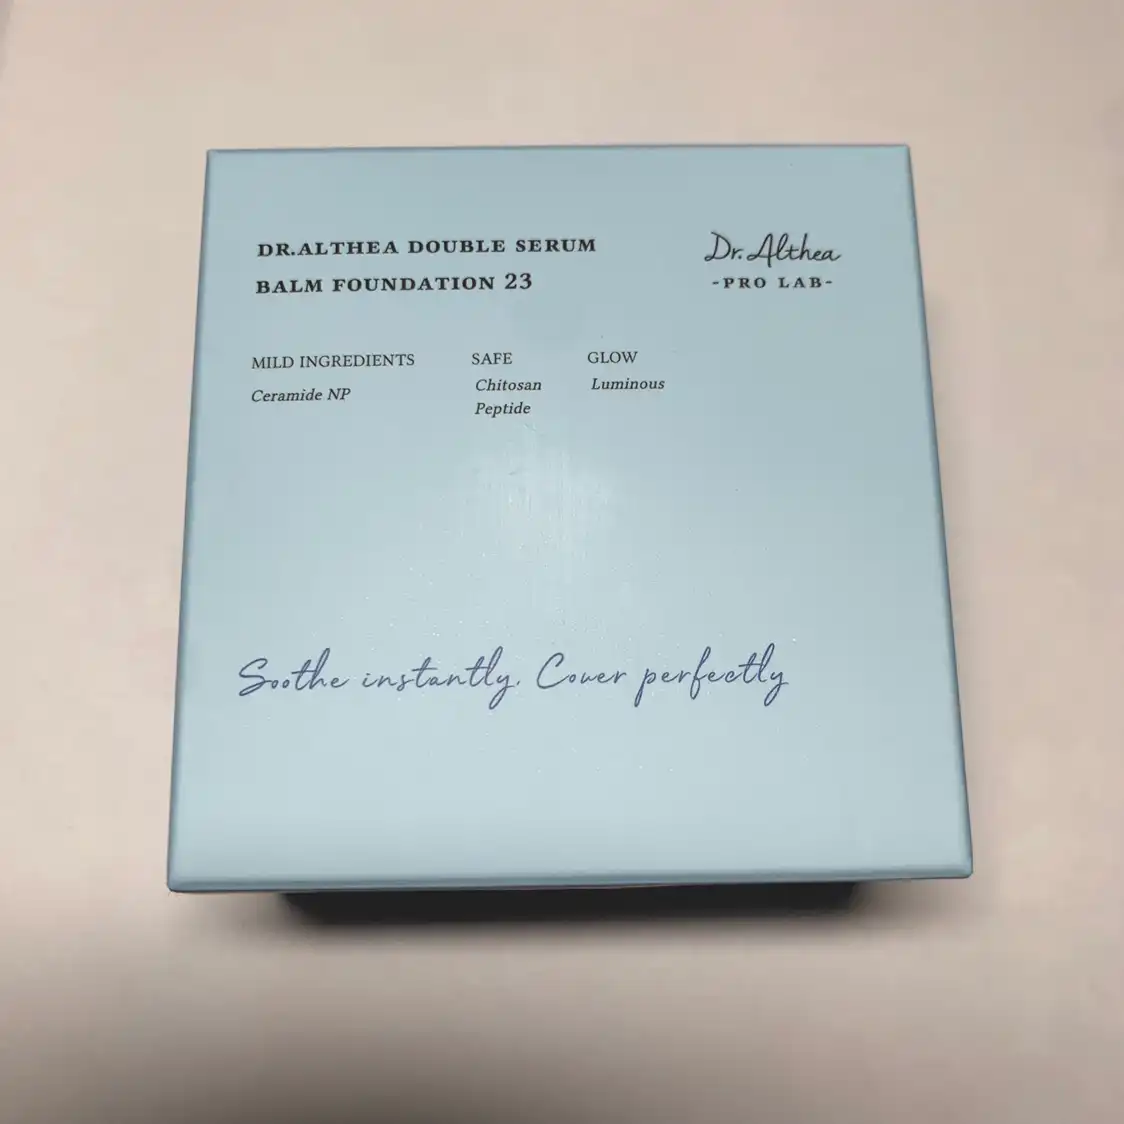 DR.ALTHEA DOUBLE SERUM
BALM FOUNDATION 23
Dr.Althea
-PRO LAB-
MILD INGREDIENTS
Ceramide NP
SAFE
Chitosan
Peptide
GLOW
Luminous
Soothe instantly. Cover perfectly